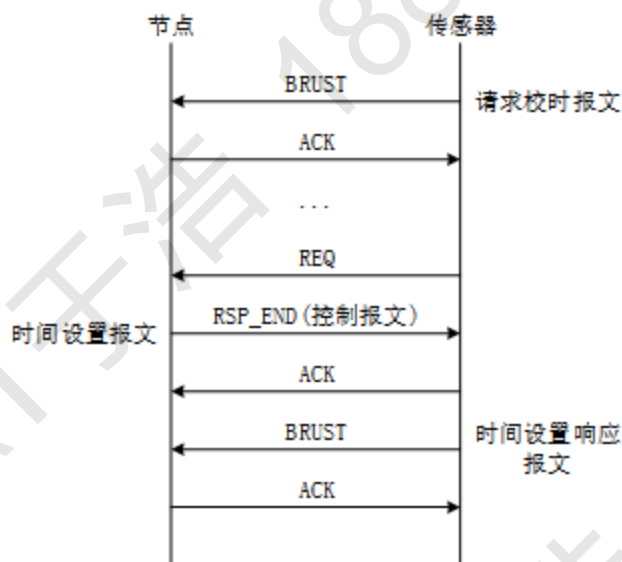 节点 传感器
BRUST
请求校时报文
ACK
...
REQ
RSP_END(控制报文)
时间设置报文
ACK
BRUST
时间设置响应
报文
ACK